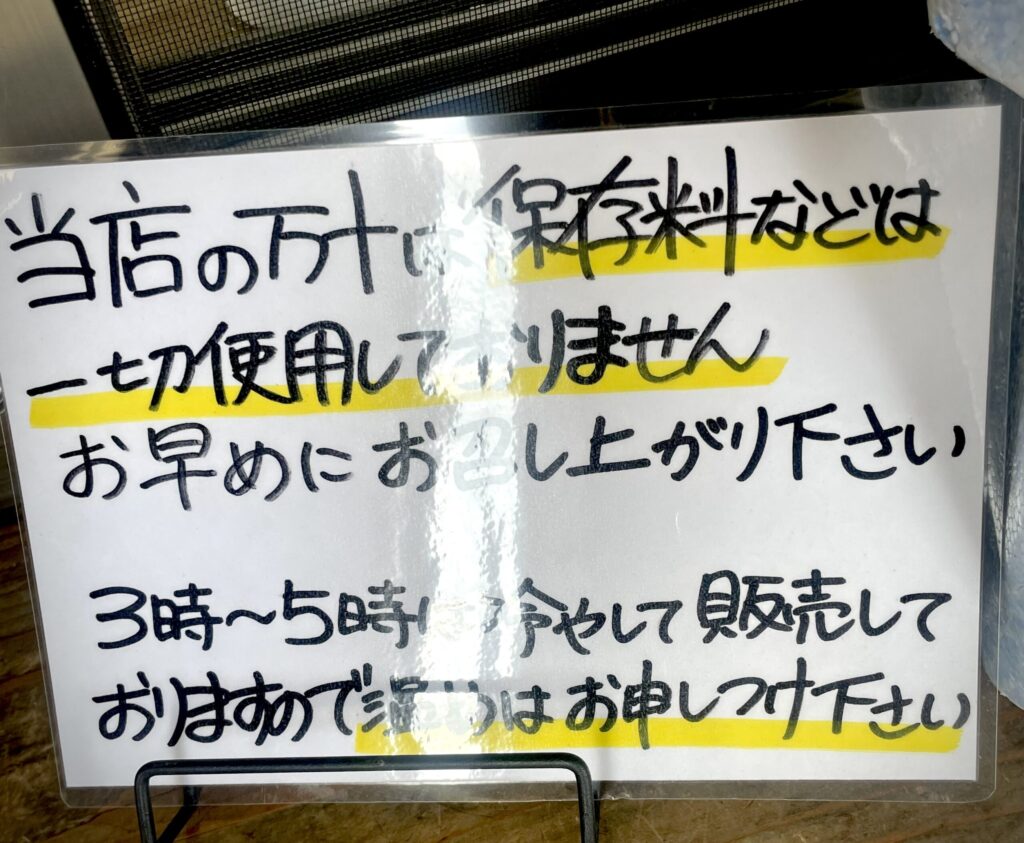 当店の万十は保存料などは
一切使用しておりません
お早めにお召し上がり下さい
3時〜5時は冷やして販売して
おりますので温めはお申しつけ下さい